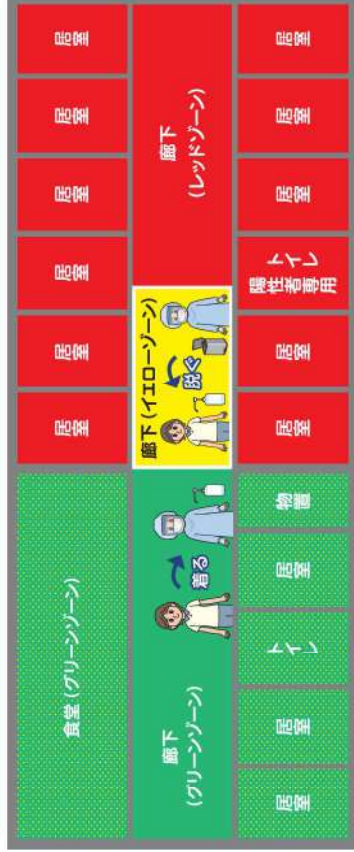 食堂 (グリーンゾーン)
居室
居室
居室
居室
居室
居室
廊下
(グリーンゾーン)
着る
廊下 (イエローゾーン)
脱ぐ
廊下
(レッドゾーン)
居室
居室
トイレ
居室
物置
居室
居室
トイレ
陽性者専用
居室
居室
居室